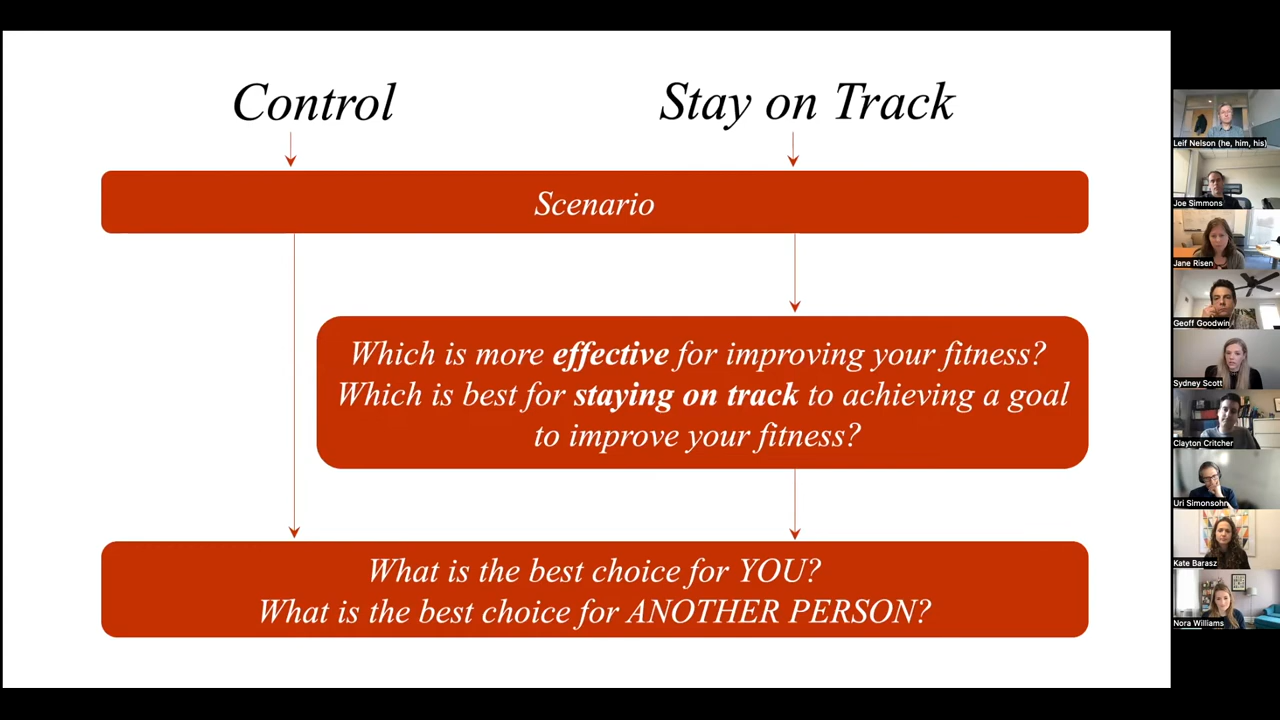 Control
Stay on Track
Scenario
Which is more effective for improving your fitness?
Which is best for staying on track to achieving a goal
to improve your fitness?
What is the best choice for YOU?
What is the best choice for ANOTHER PERSON?
Leif Nelson (he, him, his)
Joe Simmons
Jane Risen
Geoff Goodwin
Sydney Scott
Clayton Critcher
Uri Simonsohn
Kate Barasz
Nora Williams